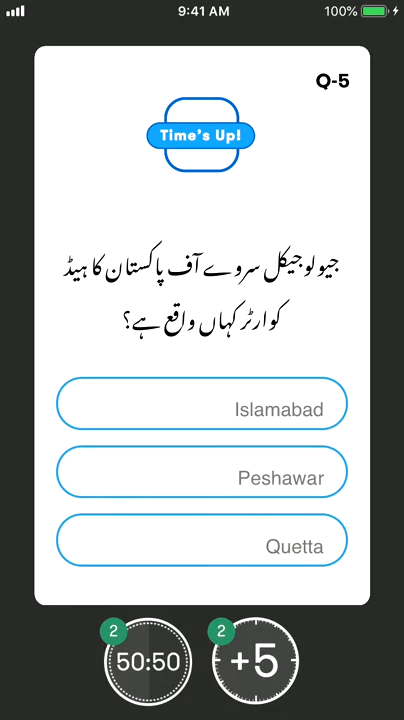 9:41 AM
100%
Q-5
Time's Up!
جیولوجیکل سروے آف پاکستان کا ہیڈ
کوارٹر کہاں واقع ہے؟
Islamabad
Peshawar
Quetta
2
50:50
2
+5